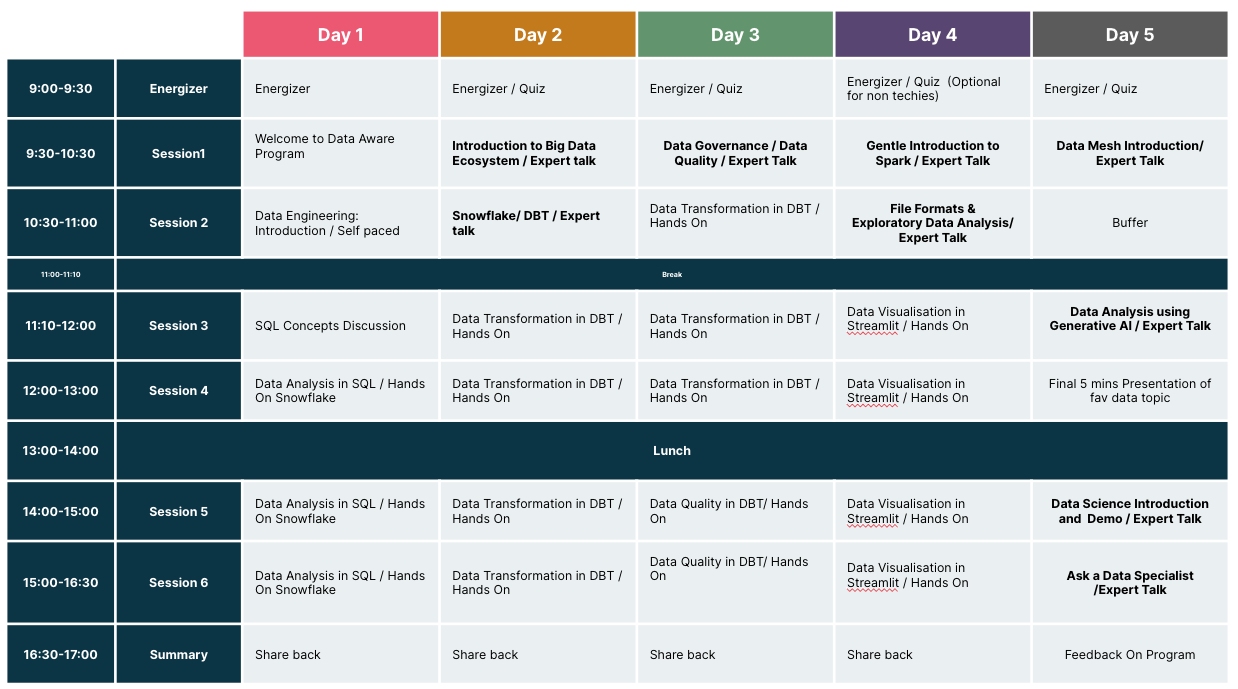 Day 1
Day 2
Day 3
Day 4
Day 5
9:00-9:30
Energizer
Energizer
Energizer / Quiz
Energizer / Quiz
Energizer / Quiz  (Optional
for non techies)
Energizer / Quiz
9:30-10:30
Session1
Welcome to Data Aware
Program
Introduction to Big Data
Ecosystem / Expert talk
Data Governance / Data
Quality / Expert Talk
Gentle Introduction to
Spark / Expert Talk
Data Mesh Introduction/
Expert Talk
10:30-11:00
Session 2
Data Engineering:
Introduction / Self paced
Snowflake/ DBT / Expert
talk
Data Transformation in DBT /
Hands On
File Formats &
Exploratory Data Analysis/
Expert Talk
Buffer
11:00-11:10
Break
11:10-12:00
Session 3
SQL Concepts Discussion
Data Transformation in DBT /
Hands On
Data Transformation in DBT /
Hands On
Data Visualisation in
Streamlit / Hands On
Data Analysis using
Generative AI / Expert Talk
12:00-13:00
Session 4
Data Analysis in SQL / Hands
On Snowflake
Data Transformation in DBT /
Hands On
Data Transformation in DBT /
Hands On
Data Visualisation in
Streamlit / Hands On
Final 5 mins Presentation of
fav data topic
13:00-14:00
Lunch
14:00-15:00
Session 5
Data Analysis in SQL / Hands
On Snowflake
Data Transformation in DBT /
Hands On
Data Quality in DBT/ Hands
On
Data Visualisation in
Streamlit / Hands On
Data Science Introduction
and  Demo / Expert Talk
15:00-16:30
Session 6
Data Analysis in SQL / Hands
On Snowflake
Data Transformation in DBT /
Hands On
Data Quality in DBT/ Hands
On
Data Visualisation in
Streamlit / Hands On
Ask a Data Specialist
/Expert Talk
16:30-17:00
Summary
Share back
Share back
Share back
Share back
Feedback On Program